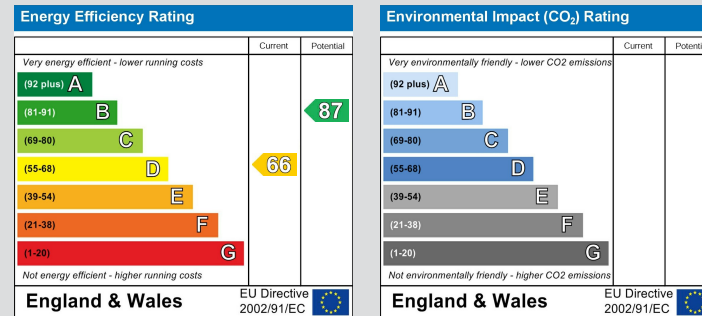 Energy Efficiency Rating
Current Potential
Very energy efficient - lower running costs
(92 plus) A
(81-91) B
87
(69-80) C
(55-68) D
66
(39-54) E
(21-38) F
(1-20) G
Not energy efficient - higher running costs
England & Wales
EU Directive
2002/91/EC
Environmental Impact (CO₂) Rating
Current Potenti
Very environmentally friendly - lower CO2 emissions
(92 plus) A
(81-91) B
(69-80) C
(55-68) D
(39-54) E
(21-38) F
(1-20) G
Not environmentally friendly - higher CO2 emissions
England & Wales
EU Directive
2002/91/EC